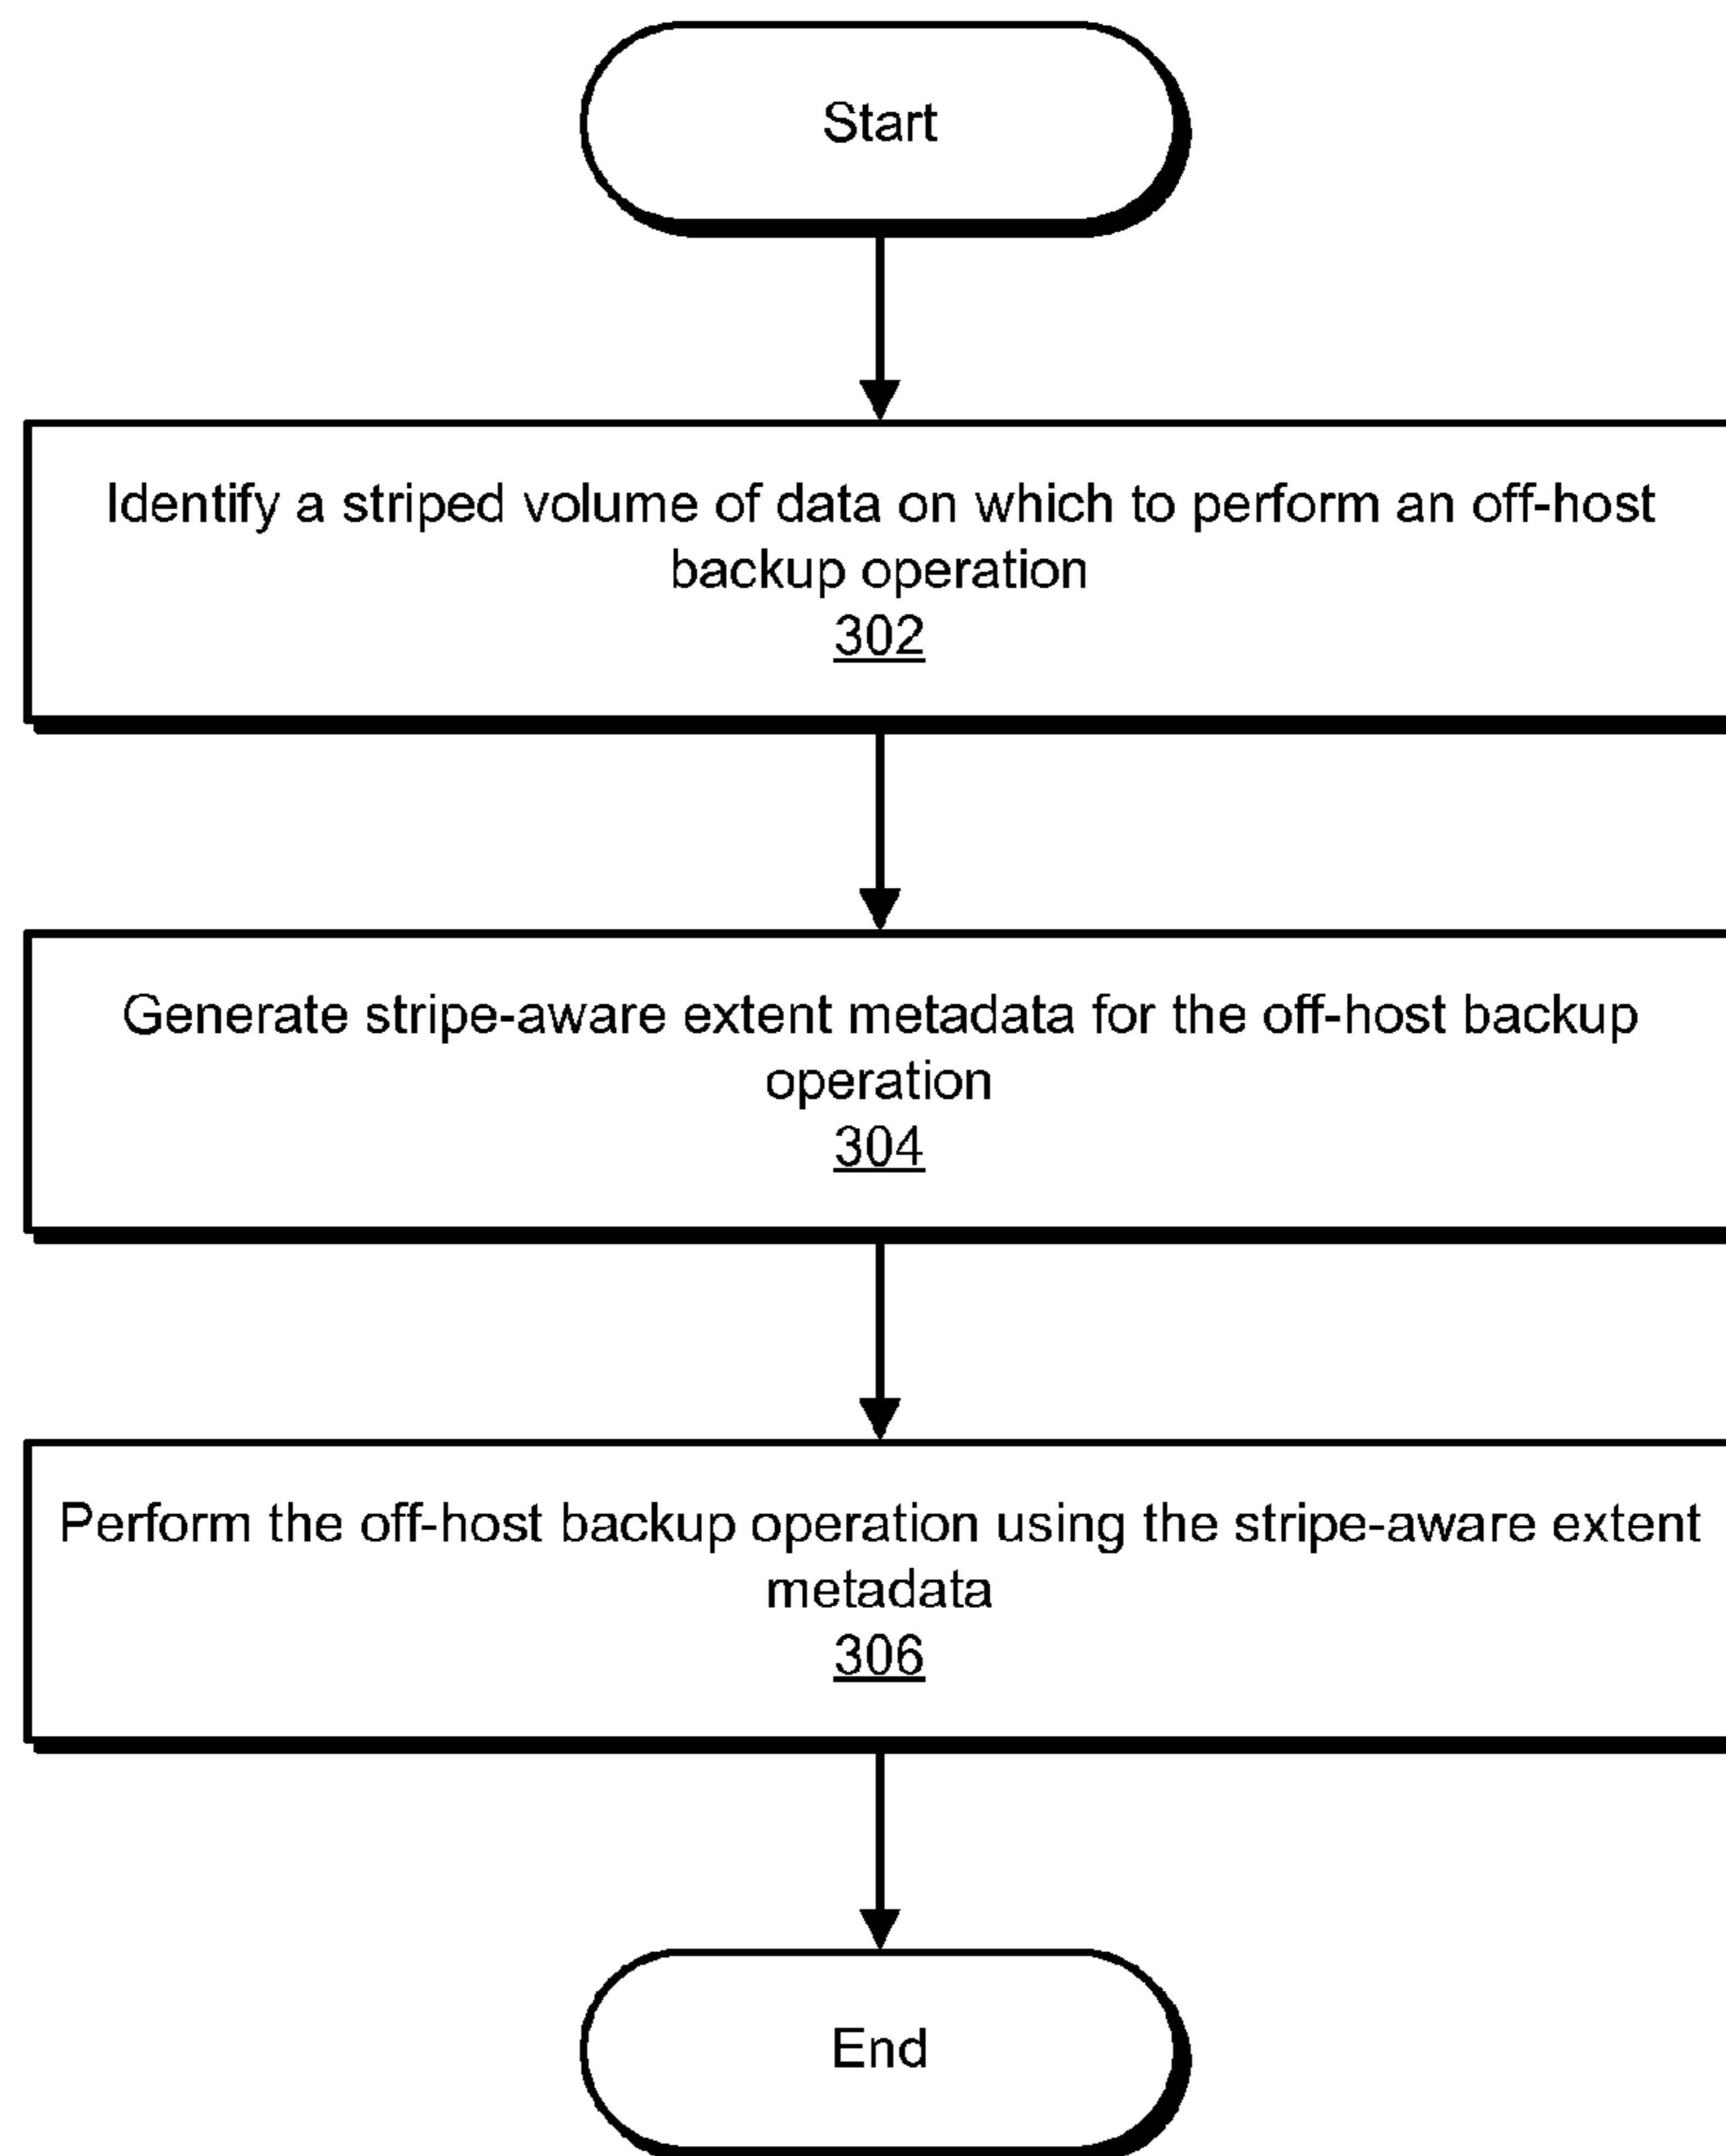 Start
Identify a striped volume of data on which to perform an off-host
backup operation
302
Generate stripe-aware extent metadata for the off-host backup
operation
304
Perform the off-host backup operation using the stripe-aware extent
metadata
306
End